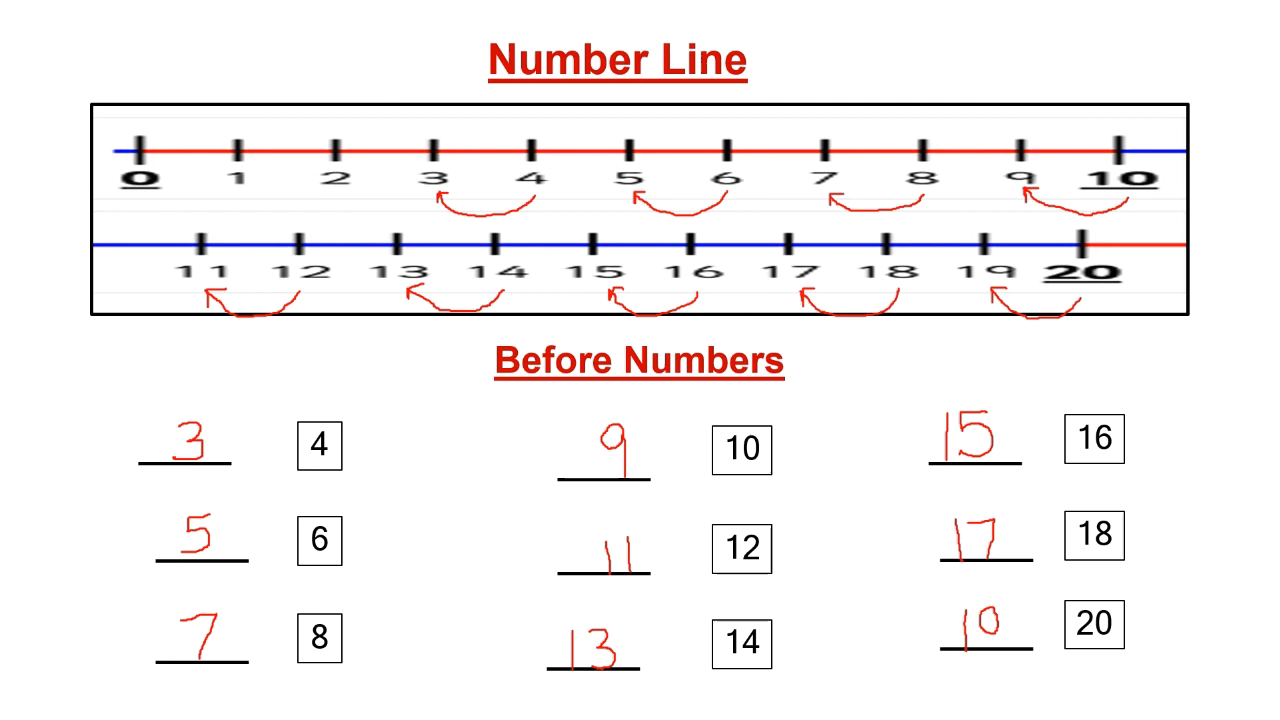 Number Line
0 1 2 3 4 5 6 7 8 9 10
11 12 13 14 15 16 17 18 19 20
Before Numbers
3 4 9 10 15 16
5 6 11 12 17 18
7 8 13 14 10 20